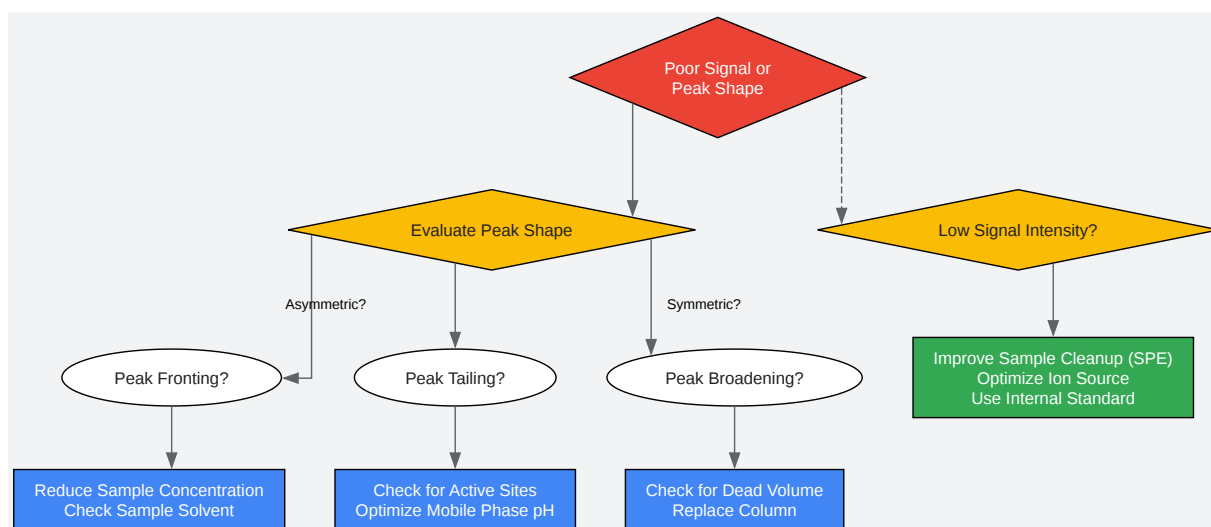 Poor Signal or
Peak Shape
Evaluate Peak Shape
Low Signal Intensity?
Asymmetric?
Symmetric?
Peak Fronting?
Peak Tailing?
Peak Broadening?
Improve Sample Cleanup (SPE)
Optimize Ion Source
Use Internal Standard
Reduce Sample Concentration
Check Sample Solvent
Check for Active Sites
Optimize Mobile Phase pH
Check for Dead Volume
Replace Column